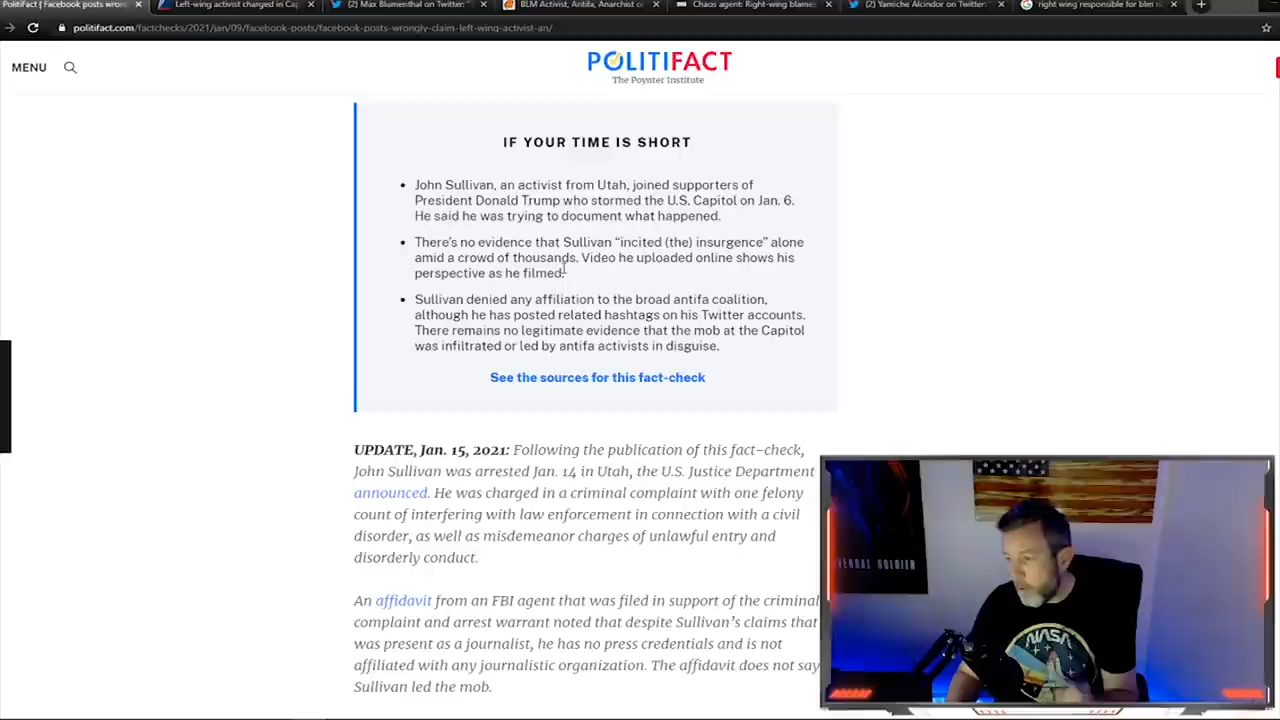 PolitiFact | Facebook posts wro
Left-wing activist charged in Cap
(2) Max Blumenthal on Twitter: "
BLM Activist, Antifa, Anarchist o
Chaos agent: Right-wing blames
(2) Yamiche Alcindor on Twitter:
right wing responsible for blm r
politifact.com/factchecks/2021/jan/09/facebook-posts/facebook-posts-wrongly-claim-left-wing-activist-an/
MENU
POLITIFACT
The Poynter Institute
IF YOUR TIME IS SHORT
• John Sullivan, an activist from Utah, joined supporters of
President Donald Trump who stormed the U.S. Capitol on Jan. 6.
He said he was trying to document what happened.
• There's no evidence that Sullivan "incited (the) insurgence" alone
amid a crowd of thousands. Video he uploaded online shows his
perspective as he filmed.
• Sullivan denied any affiliation to the broad antifa coalition,
although he has posted related hashtags on his Twitter accounts.
There remains no legitimate evidence that the mob at the Capitol
was infiltrated or led by antifa activists in disguise.
See the sources for this fact-check
UPDATE, Jan. 15, 2021: Following the publication of this fact-check,
John Sullivan was arrested Jan. 14 in Utah, the U.S. Justice Department
announced. He was charged in a criminal complaint with one felony
count of interfering with law enforcement in connection with a civil
disorder, as well as misdemeanor charges of unlawful entry and
disorderly conduct.
An affidavit from an FBI agent that was filed in support of the criminal
complaint and arrest warrant noted that despite Sullivan's claims that
was present as a journalist, he has no press credentials and is not
affiliated with any journalistic organization. The affidavit does not say
Sullivan led the mob.
ERAL SOLDIER
NASA